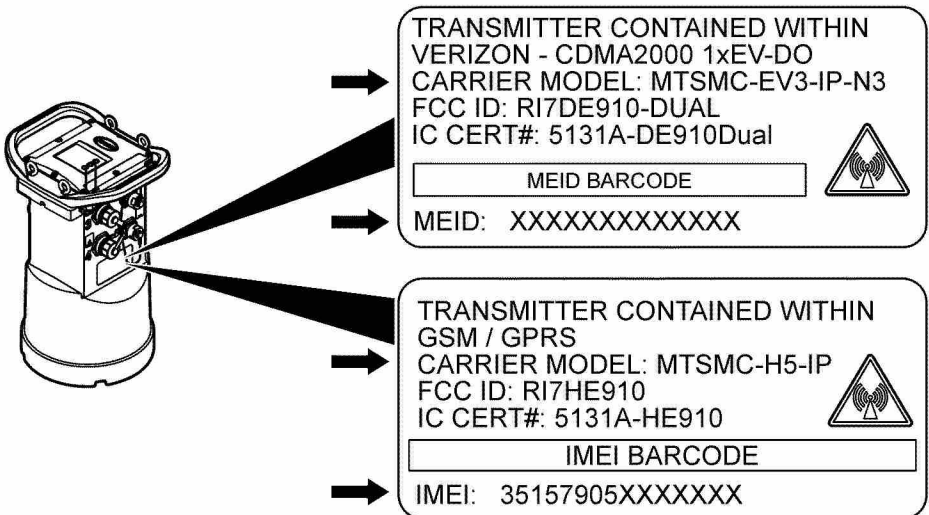 TRANSMITTER CONTAINED WITHIN
VERIZON - CDMA2000 1xEV-DO
CARRIER MODEL: MTSMC-EV3-IP-N3
FCC ID: RI7DE910-DUAL
IC CERT#: 5131A-DE910Dual
MEID BARCODE
MEID: XXXXXXXXXXXXX
TRANSMITTER CONTAINED WITHIN
GSM / GPRS
CARRIER MODEL: MTSMC-H5-IP
FCC ID: RI7HE910
IC CERT#: 5131A-HE910
IMEI BARCODE
IMEI: 35157905XXXXXXX